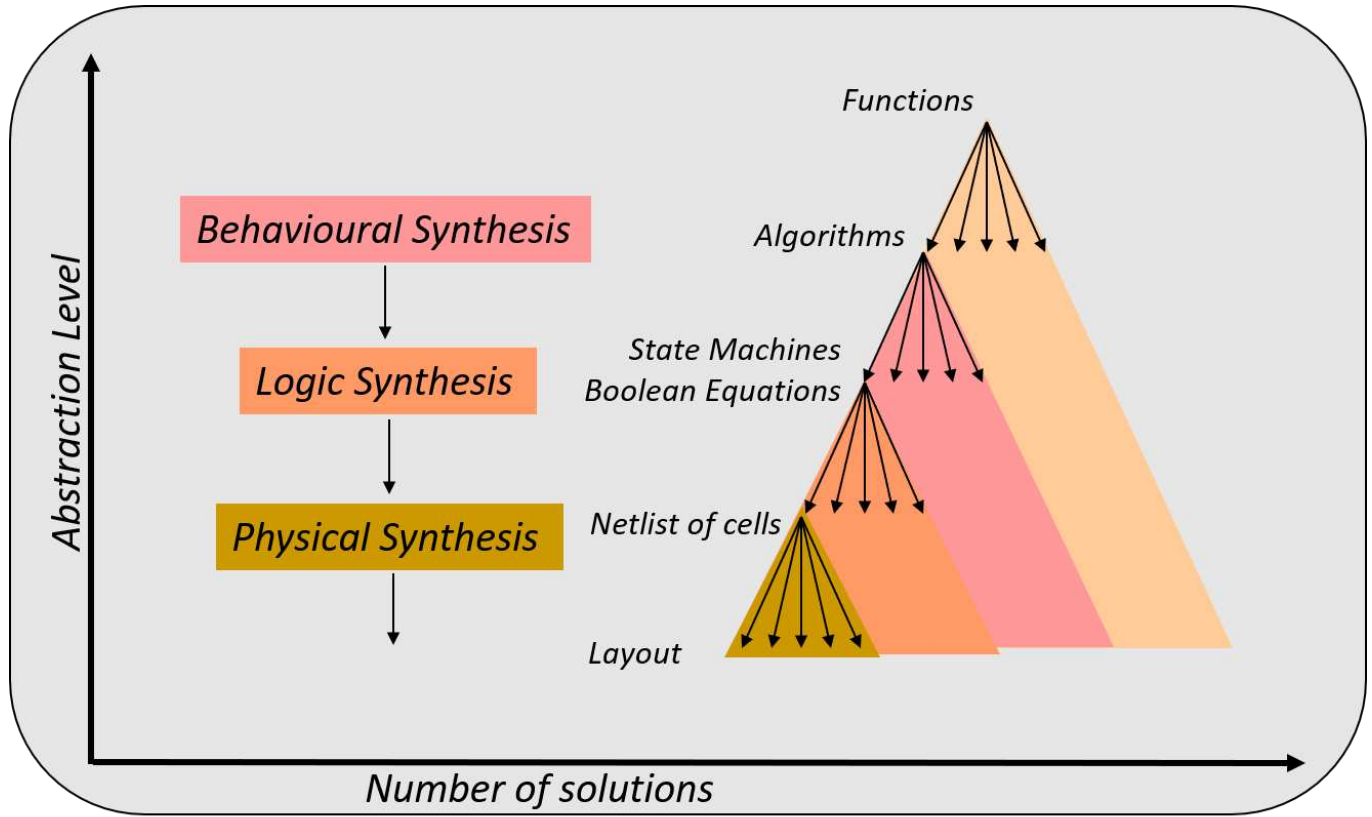 Functions
Behavioural Synthesis
Algorithms
Abstraction Level
State Machines
Boolean Equations
Logic Synthesis
Netlist of cells
Physical Synthesis
Layout
Number of solutions